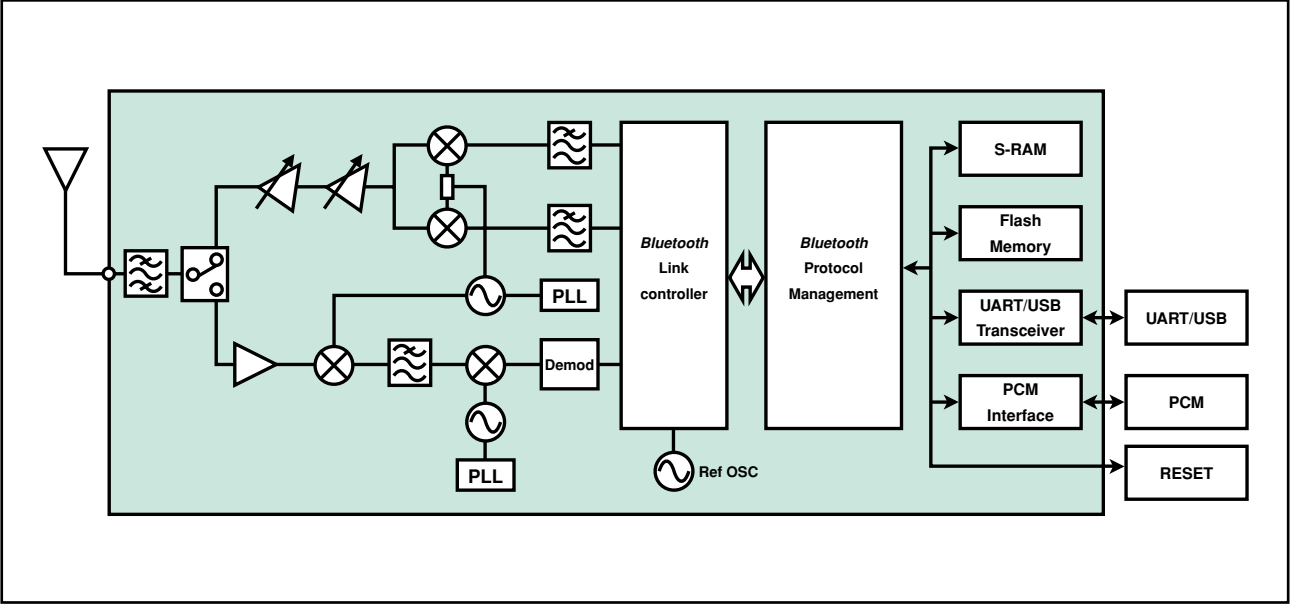 S-RAM
Flash
Memory
Bluetooth
Link
controller
Bluetooth
Protocol
Management
PLL
UART/USB
Transceiver
UART/USB
Demod
PCM
Interface
PCM
PLL
Ref OSC
RESET